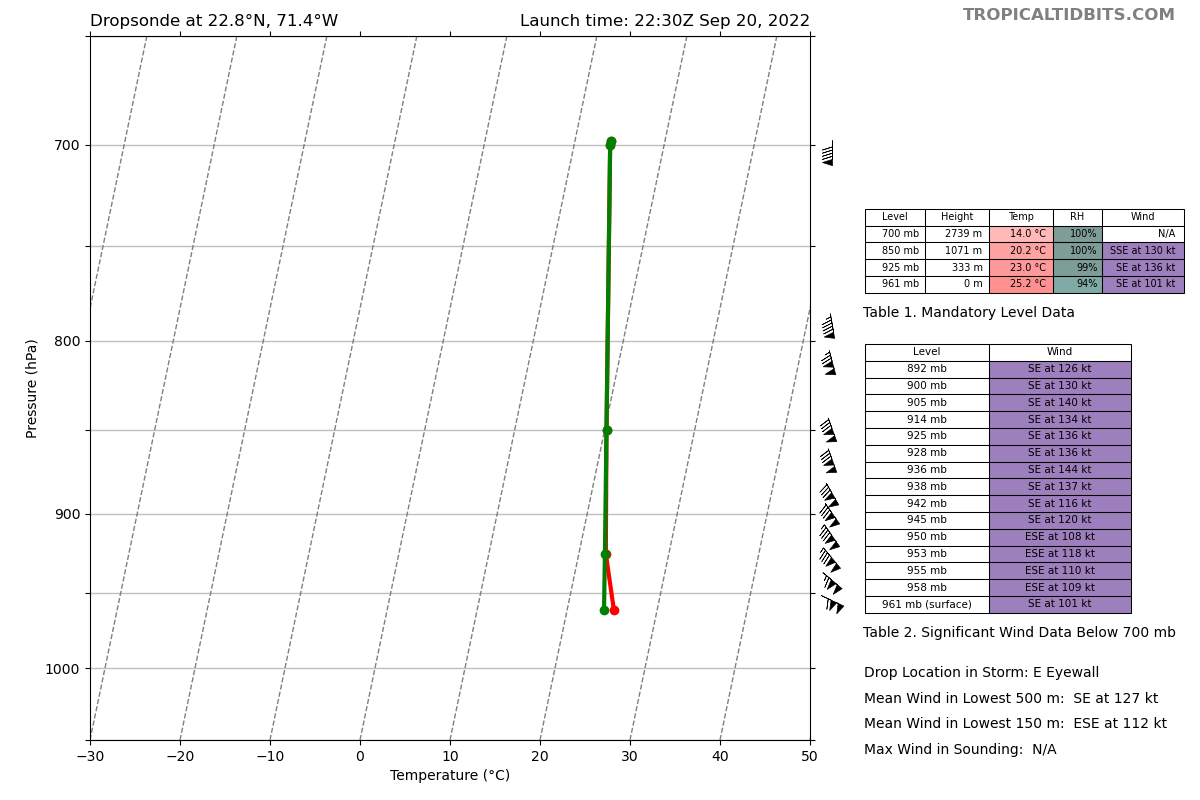 Dropsonde at 22.8°N, 71.4°W
Launch time: 22:30Z Sep 20, 2022
TROPICALTIDBITS.COM
Pressure (hPa)
700
800
900
1000
−30 −20 −10 0 10 20 30 40 50
Temperature (°C)
Level Height Temp RH Wind
700 mb 2739 m 14.0 °C 100% N/A
850 mb 1071 m 20.2 °C 100% SSE at 130 kt
925 mb 333 m 23.0 °C 99% SE at 136 kt
961 mb 0 m 25.2 °C 94% SE at 101 kt
Table 1. Mandatory Level Data
Level Wind
892 mb SE at 126 kt
900 mb SE at 130 kt
905 mb SE at 140 kt
914 mb SE at 134 kt
925 mb SE at 136 kt
928 mb SE at 136 kt
936 mb SE at 144 kt
938 mb SE at 137 kt
942 mb SE at 116 kt
945 mb SE at 120 kt
950 mb ESE at 108 kt
953 mb ESE at 118 kt
955 mb ESE at 110 kt
958 mb ESE at 109 kt
961 mb (surface) SE at 101 kt
Table 2. Significant Wind Data Below 700 mb
Drop Location in Storm: E Eyewall
Mean Wind in Lowest 500 m: SE at 127 kt
Mean Wind in Lowest 150 m: ESE at 112 kt
Max Wind in Sounding: N/A